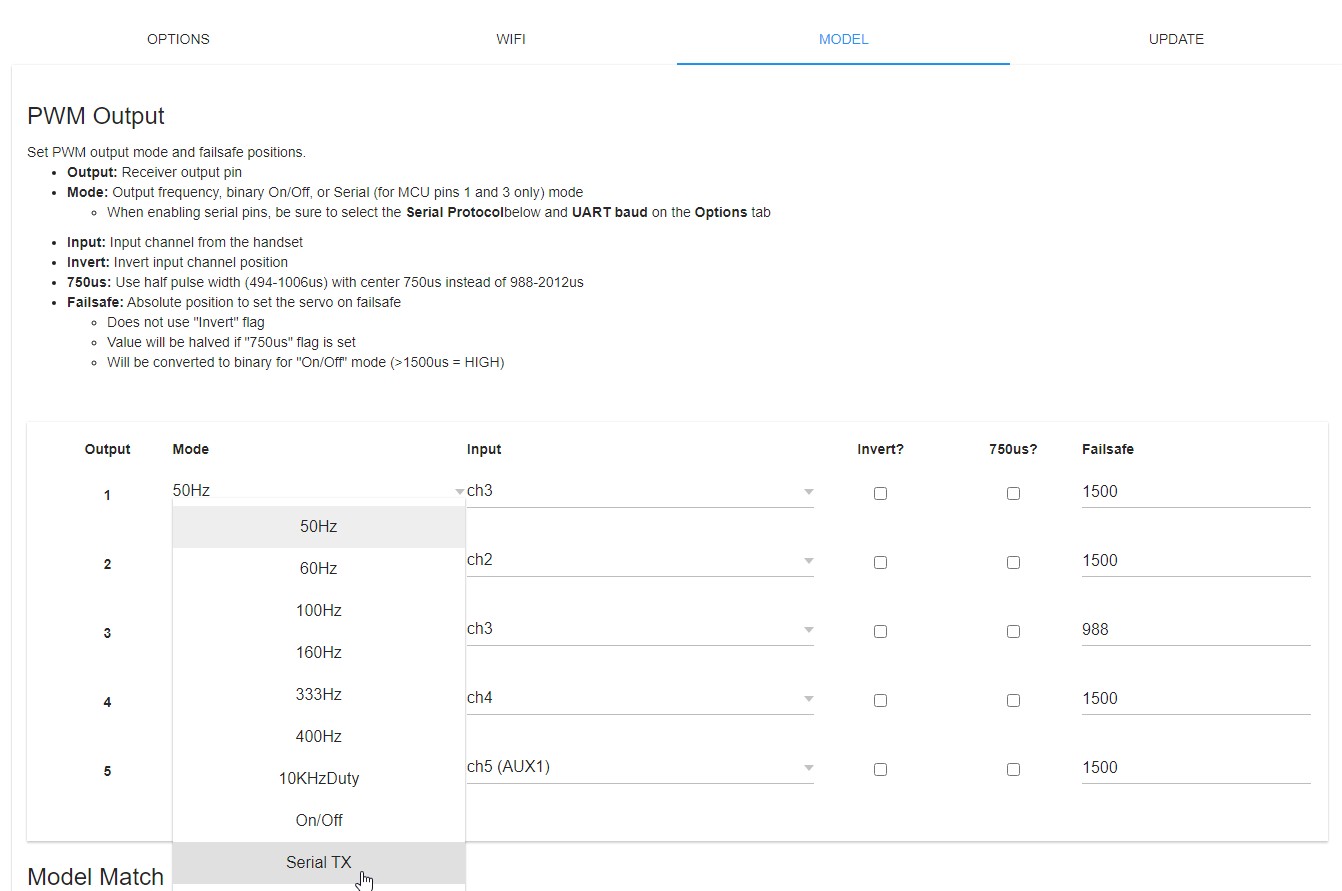 OPTIONS WIFI MODEL UPDATE
PWM Output
Set PWM output mode and failsafe positions.
• Output: Receiver output pin
• Mode: Output frequency, binary On/Off, or Serial (for MCU pins 1 and 3 only) mode
◦ When enabling serial pins, be sure to select the Serial Protocolbelow and UART baud on the Options tab
• Input: Input channel from the handset
• Invert: Invert input channel position
• 750us: Use half pulse width (494-1006us) with center 750us instead of 988-2012us
• Failsafe: Absolute position to set the servo on failsafe
◦ Does not use "Invert" flag
◦ Value will be halved if "750us" flag is set
◦ Will be converted to binary for "On/Off" mode (>1500us = HIGH)
Output Mode Input Invert? 750us? Failsafe
1 50Hz ch3 1500
50Hz
2 ch2 1500
60Hz
100Hz
3 ch3 988
160Hz
333Hz
4 ch4 1500
400Hz
5 ch5 (AUX1) 1500
10KHzDuty
On/Off
Serial TX
Model Match